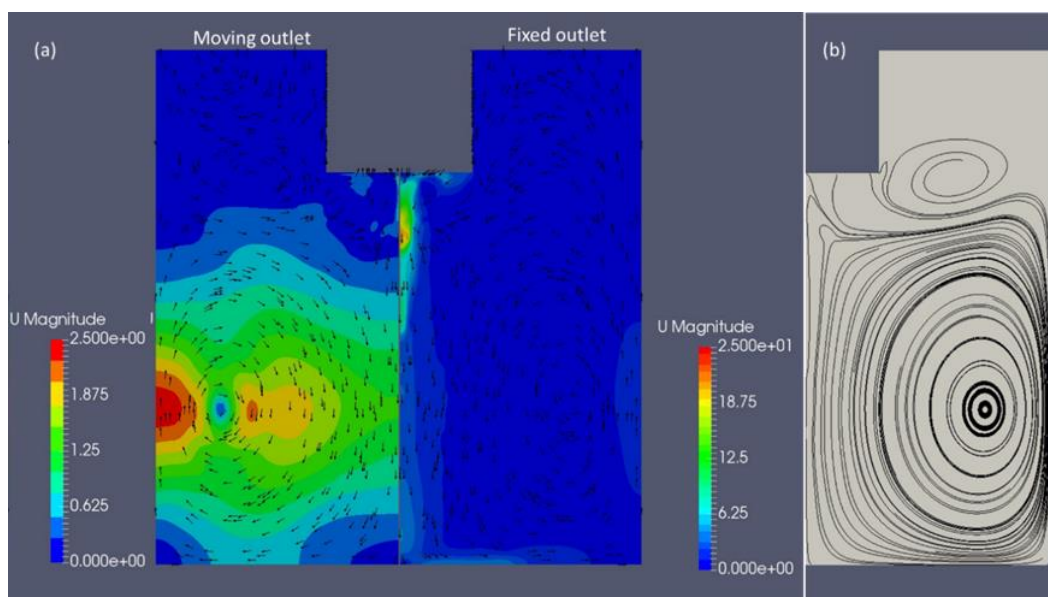 (a)
Moving outlet
Fixed outlet
(b)
U Magnitude
2.500e+00
1.875
1.25
0.625
0.000e+00
U Magnitude
2.500e+01
18.75
12.5
6.25
0.000e+00